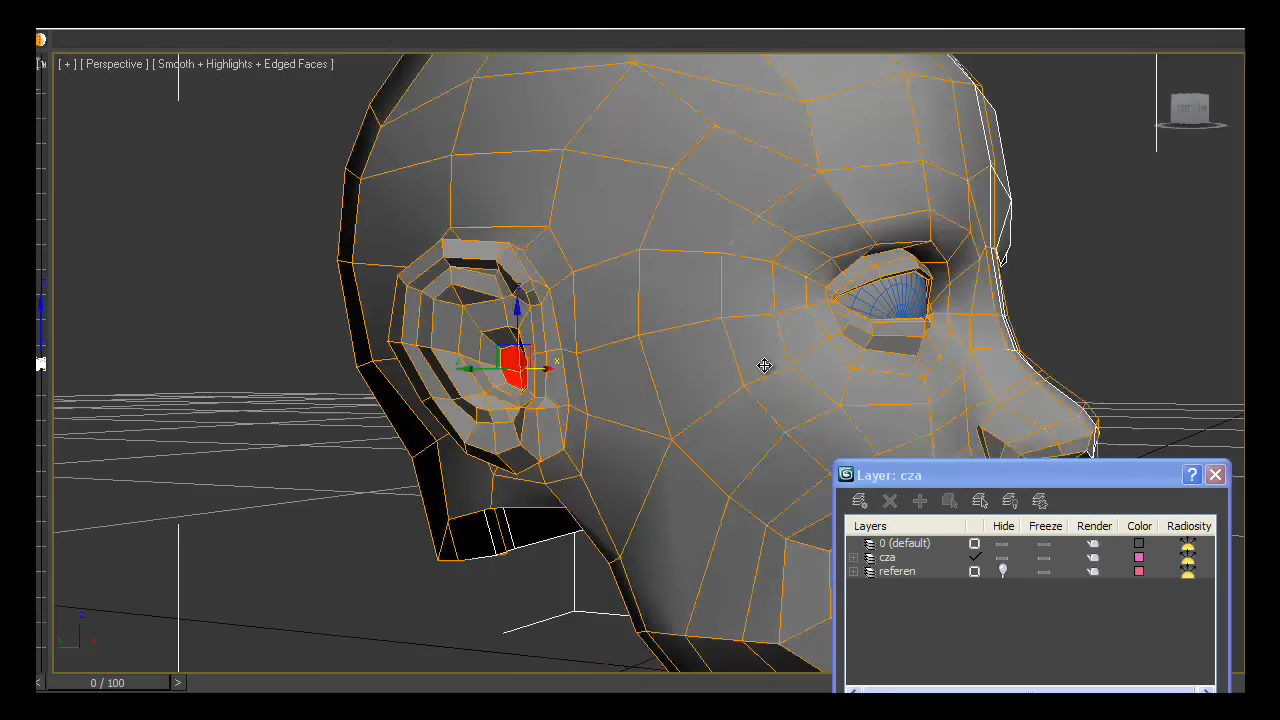 [ + ] [ Perspective ] [ Smooth + Highlights + Edged Faces ]
x
z
Layer: cza
?
Layers Hide Freeze Render Color Radiosity
0 (default)
cza
referen
< 0 / 100 >